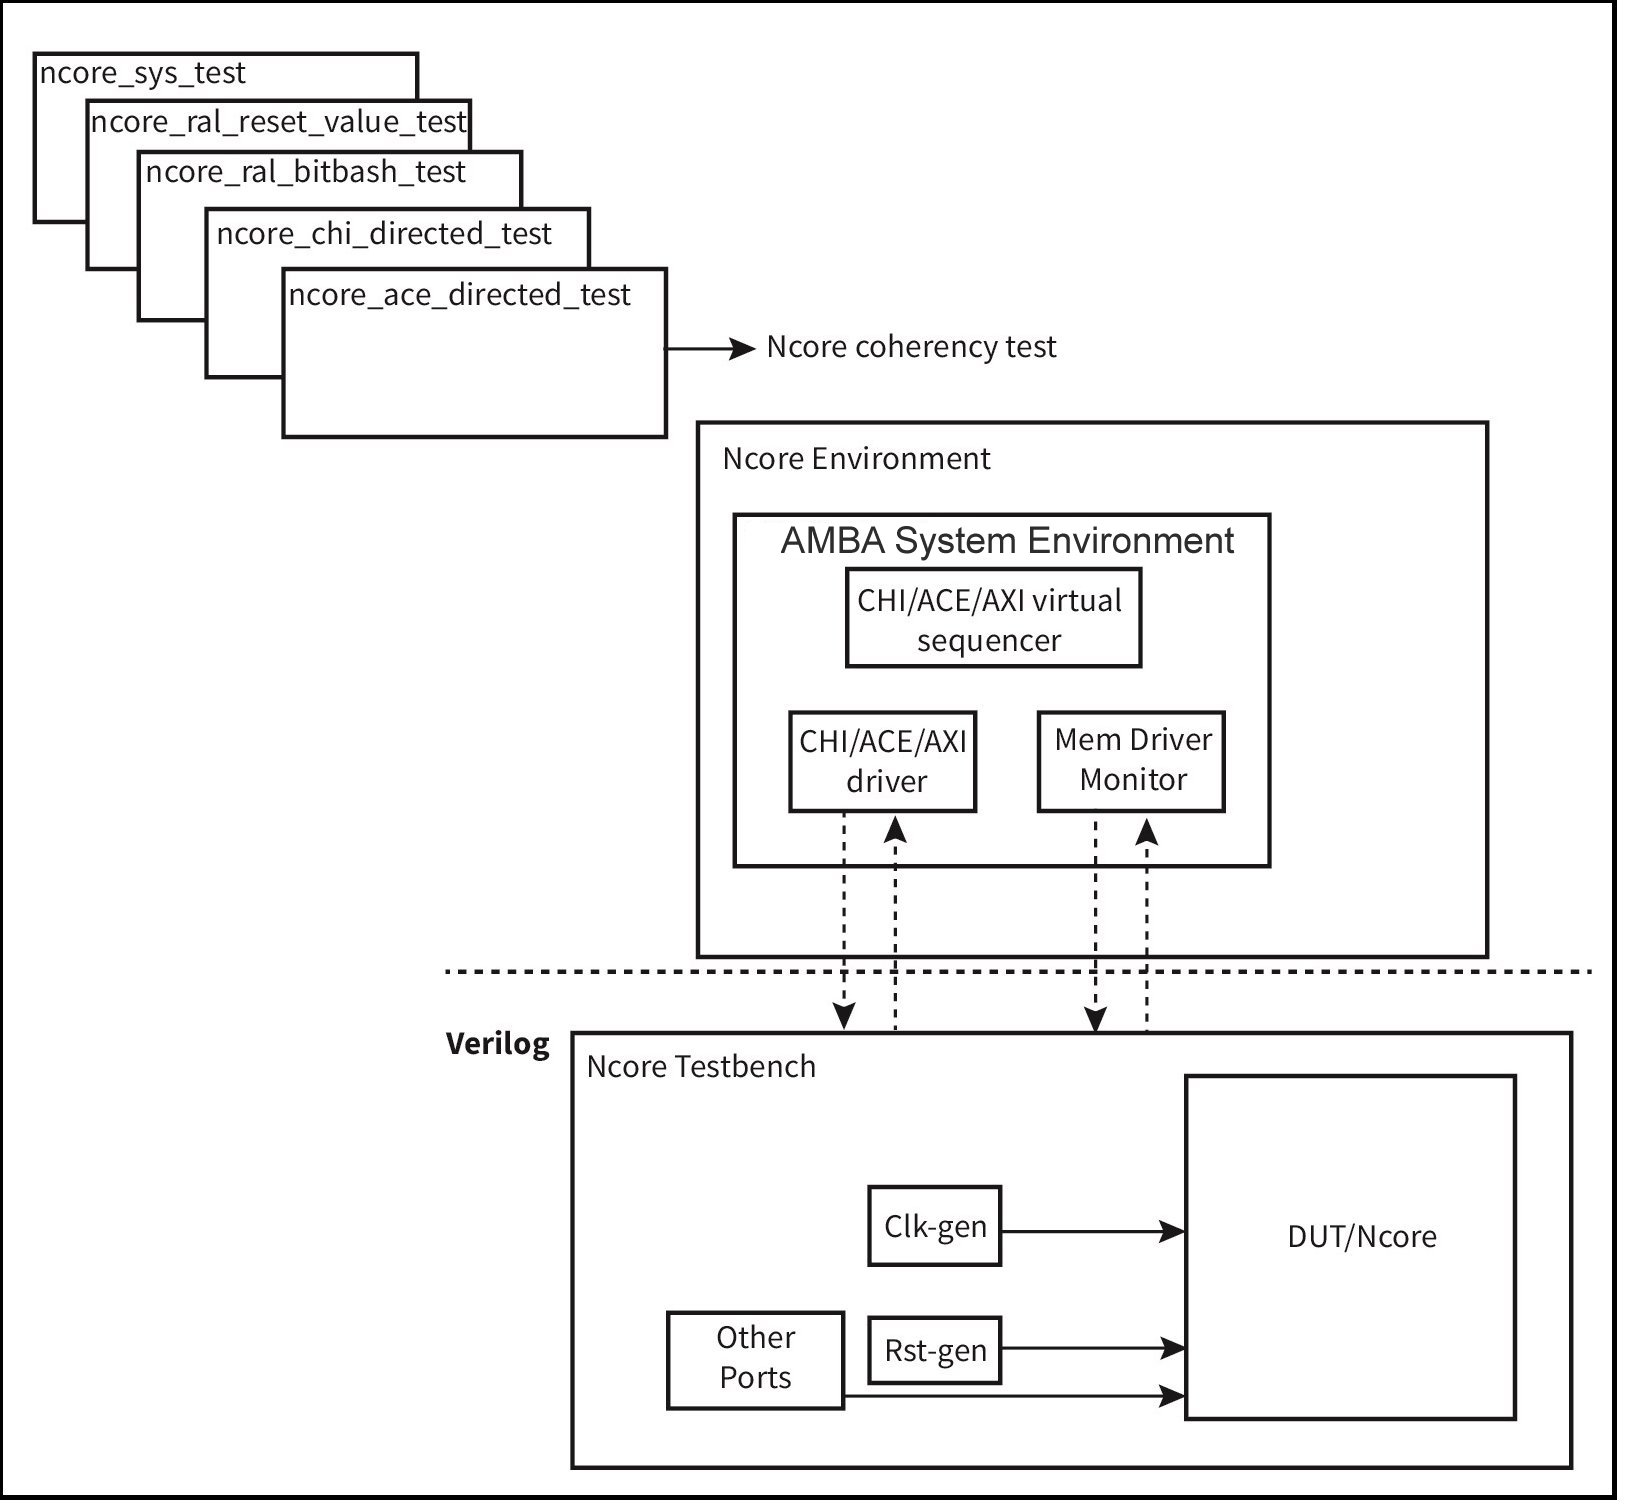 ncore_sys_test
ncore_ral_reset_value_test
ncore_ral_bitbash_test
ncore_chi_directed_test
ncore_ace_directed_test
Ncore coherency test
Ncore Environment
AMBA System Environment
CHI/ACE/AXI virtual
sequencer
CHI/ACE/AXI
driver
Mem Driver
Monitor
Verilog
Ncore Testbench
Clk-gen
DUT/Ncore
Other
Ports
Rst-gen